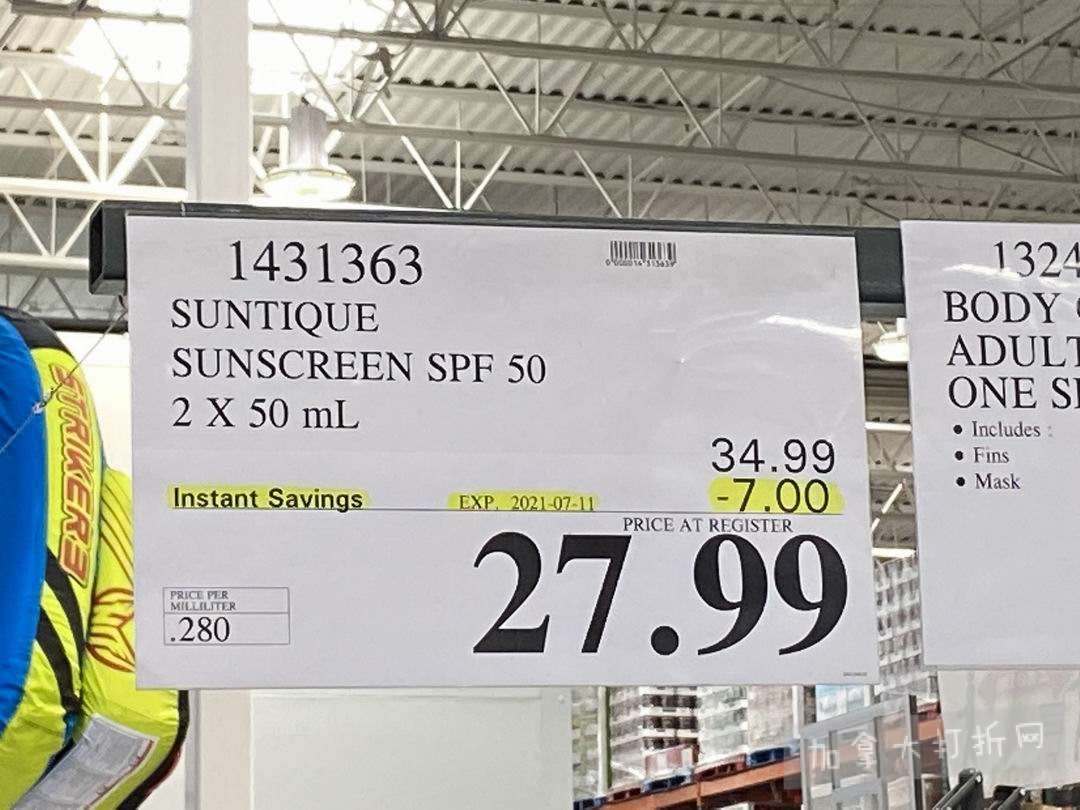 1431363
SUNTIQUE
SUNSCREEN SPF 50
2 X 50 mL
34.99
Instant Savings EXP. 2021-07-11 -7.00
PRICE AT REGISTER
27.99
PRICE PER
MILLILITER
.280
1324
BODY
ADULT
ONE
• Includes :
• Fins
• Mask
STRIKER3
加拿大打折网